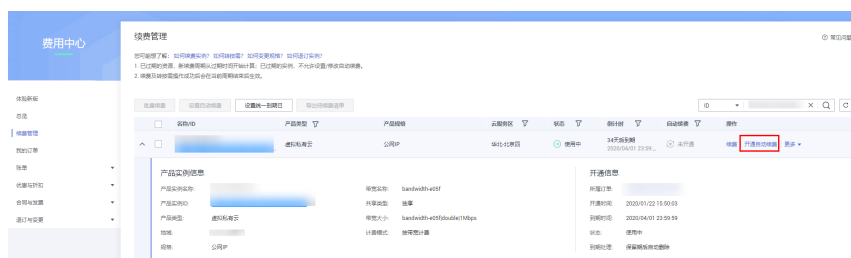 费用中心
续费管理
常见问题
您可能想了解： 如何续费实例？ 如何转按需？ 如何变更规格？ 如何退订实例？
1. 已过期的资源，新续费周期从过期时间开始计算；已过期的实例，不允许设置/修改自动续费。
2. 续费及转按需操作成功后会在当前周期结束后生效。
体验新版
总览
续费管理
我的订单
账单
优惠与折扣
合同与发票
退订与变更
批量续费 设置自动续费 设置统一到期日 导出待续费清单 ID
名称/ID 产品类型 产品规格 云服务区 状态 倒计时 自动续费 操作
虚拟私有云 公网IP 华北-北京四 使用中 34天后到期 未开通 续费 开通自动续费 更多
2020/04/01 23:59...
产品实例信息 开通信息
产品实例名称: 带宽名称: bandwidth-e05f 所属订单:
产品实例ID: 共享类型: 独享 开通时间: 2020/01/22 15:50:03
产品类型: 虚拟私有云 带宽大小: bandwidth-e05f|double|1Mbps 到期时间: 2020/04/01 23:59:59
地域: 计费模式: 按带宽计费 状态: 使用中
规格: 公网IP 到期处理: 保留期后自动删除